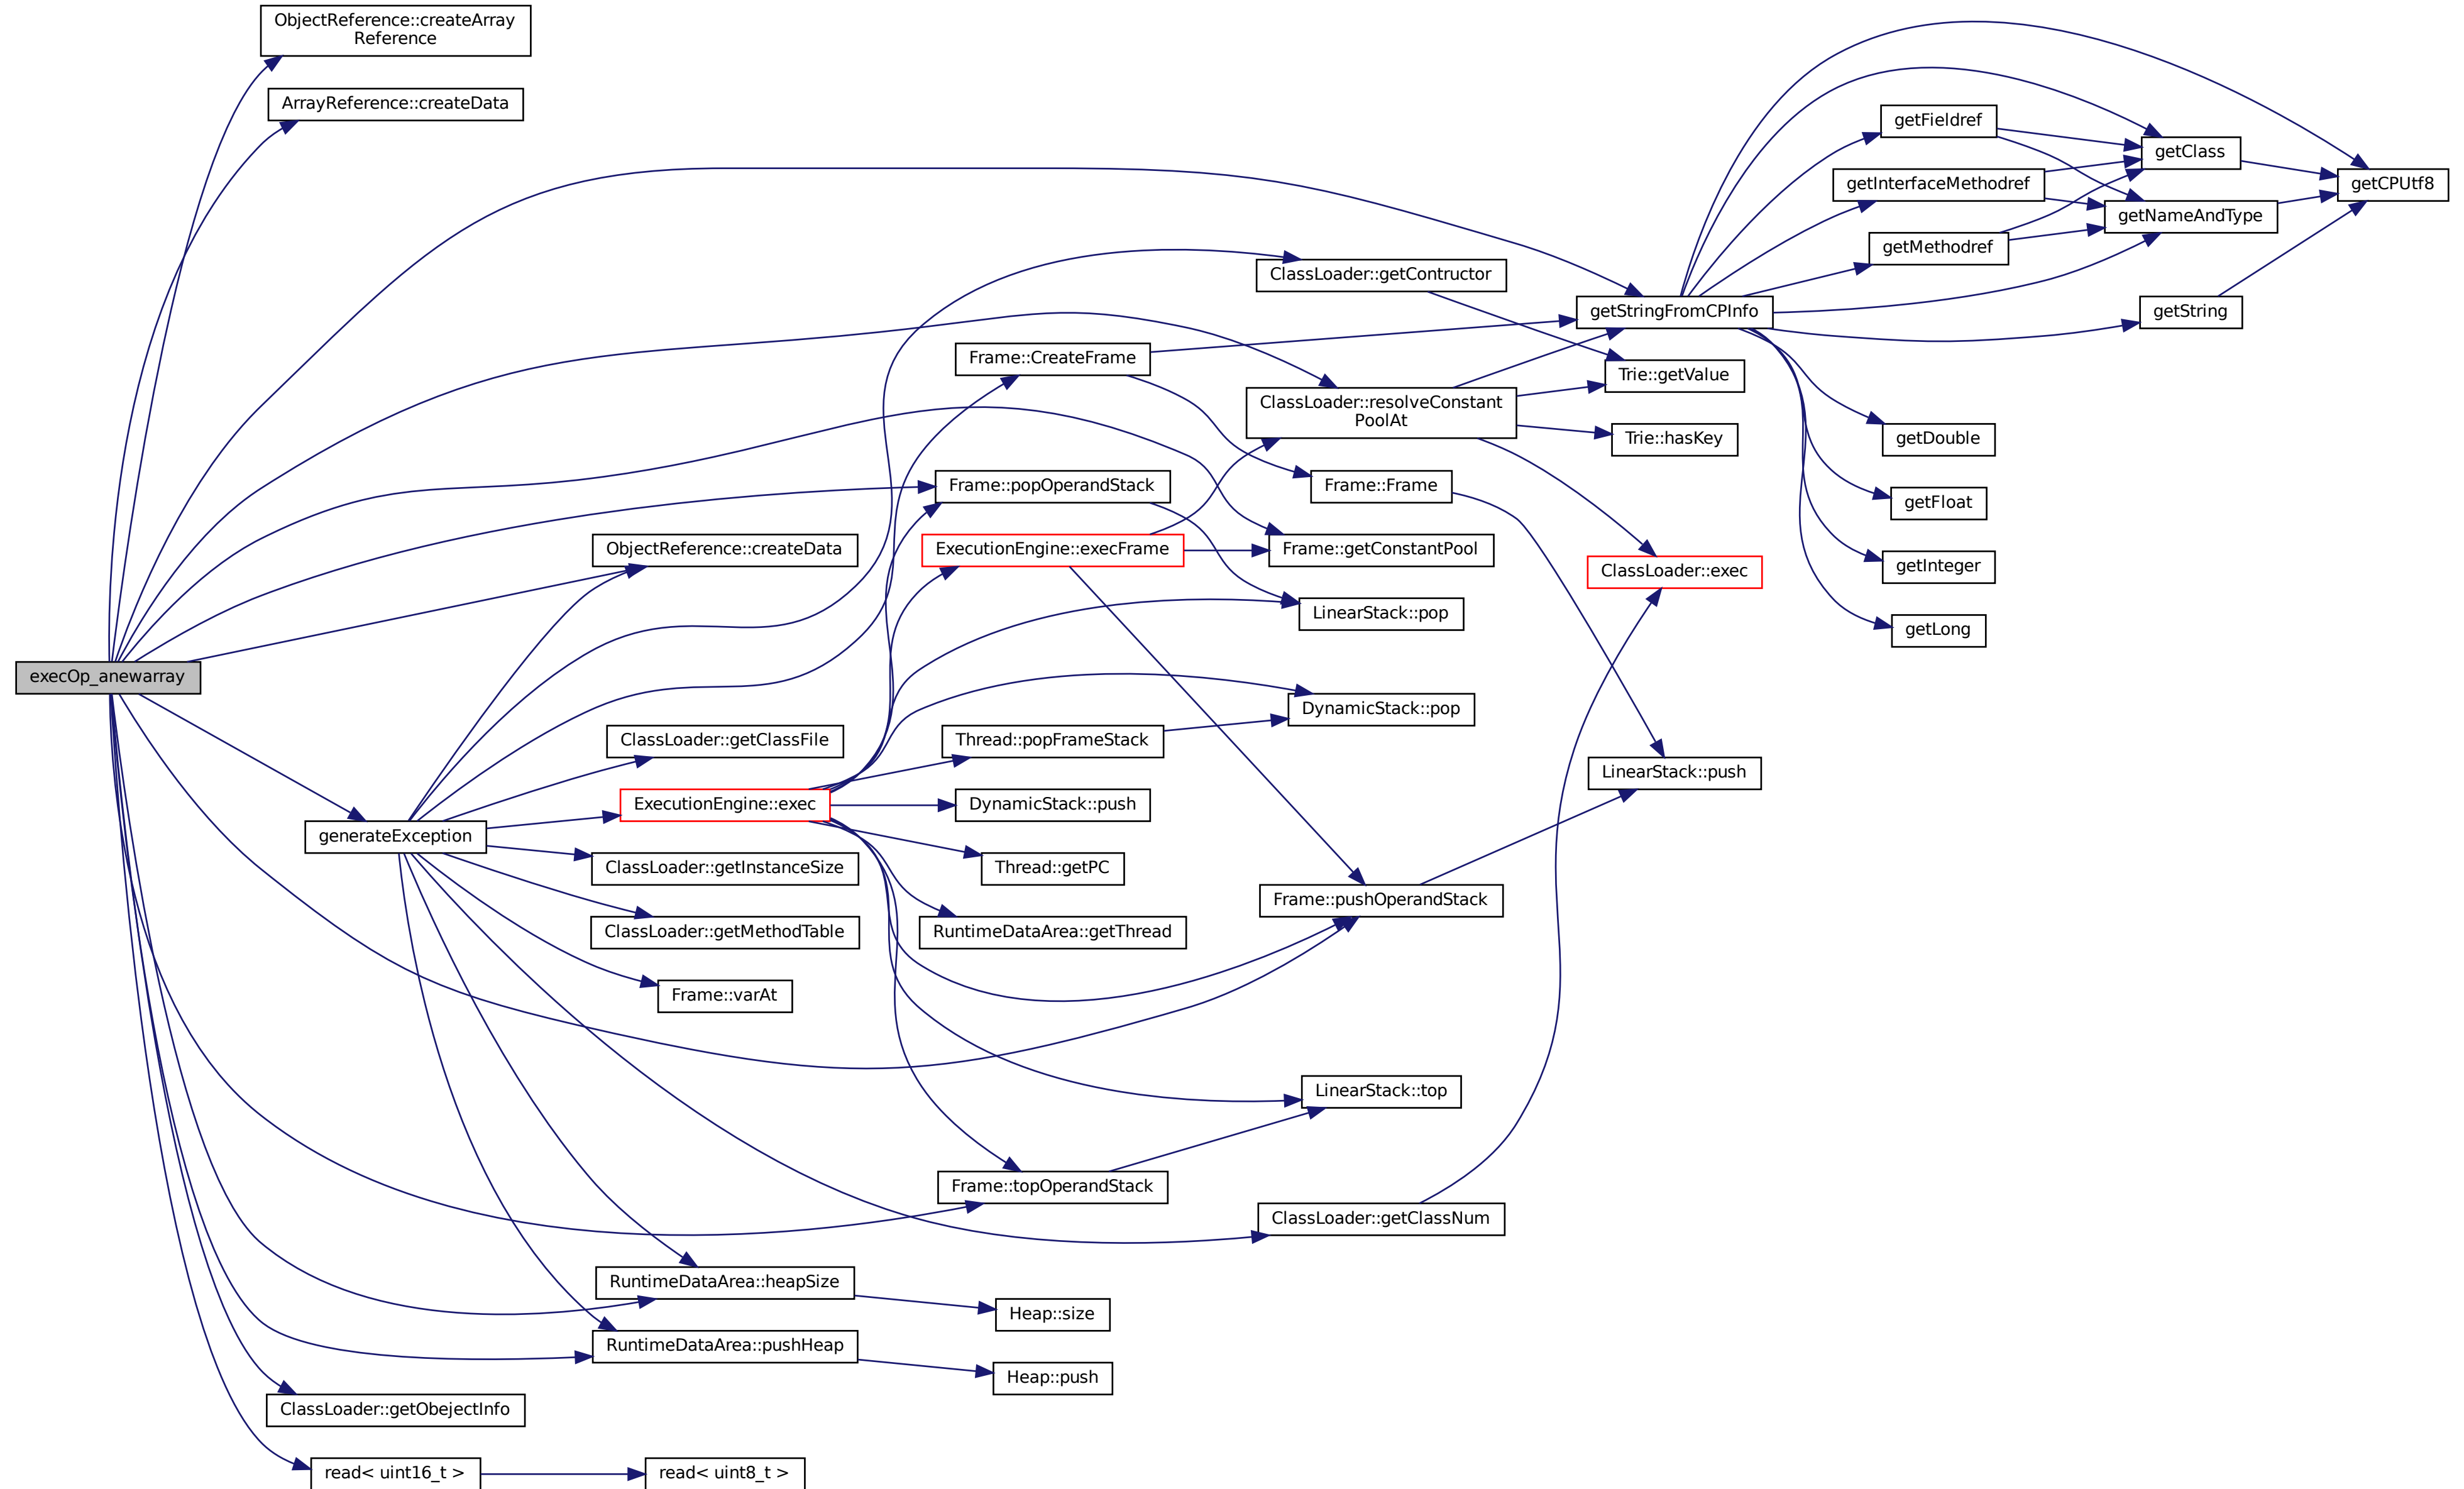 ObjectReference::createArray
Reference
ArrayReference::createData
getFieldref
getClass
getInterfaceMethodref
getCPUtf8
getNameAndType
getMethodref
ClassLoader::getContructor
getStringFromCPInfo
getString
Frame::CreateFrame
Trie::getValue
ClassLoader::resolveConstant
PoolAt
Trie::hasKey
getDouble
Frame::popOperandStack
Frame::Frame
getFloat
ObjectReference::createData
ExecutionEngine::execFrame
Frame::getConstantPool
getInteger
ClassLoader::exec
LinearStack::pop
getLong
execOp_anewarray
DynamicStack::pop
ClassLoader::getClassFile
Thread::popFrameStack
LinearStack::push
ExecutionEngine::exec
DynamicStack::push
generateException
ClassLoader::getInstanceSize
Thread::getPC
Frame::pushOperandStack
ClassLoader::getMethodTable
RuntimeDataArea::getThread
Frame::varAt
LinearStack::top
Frame::topOperandStack
ClassLoader::getClassNum
RuntimeDataArea::heapSize
Heap::size
RuntimeDataArea::pushHeap
Heap::push
ClassLoader::getObejectInfo
read< uint16_t >
read< uint8_t >